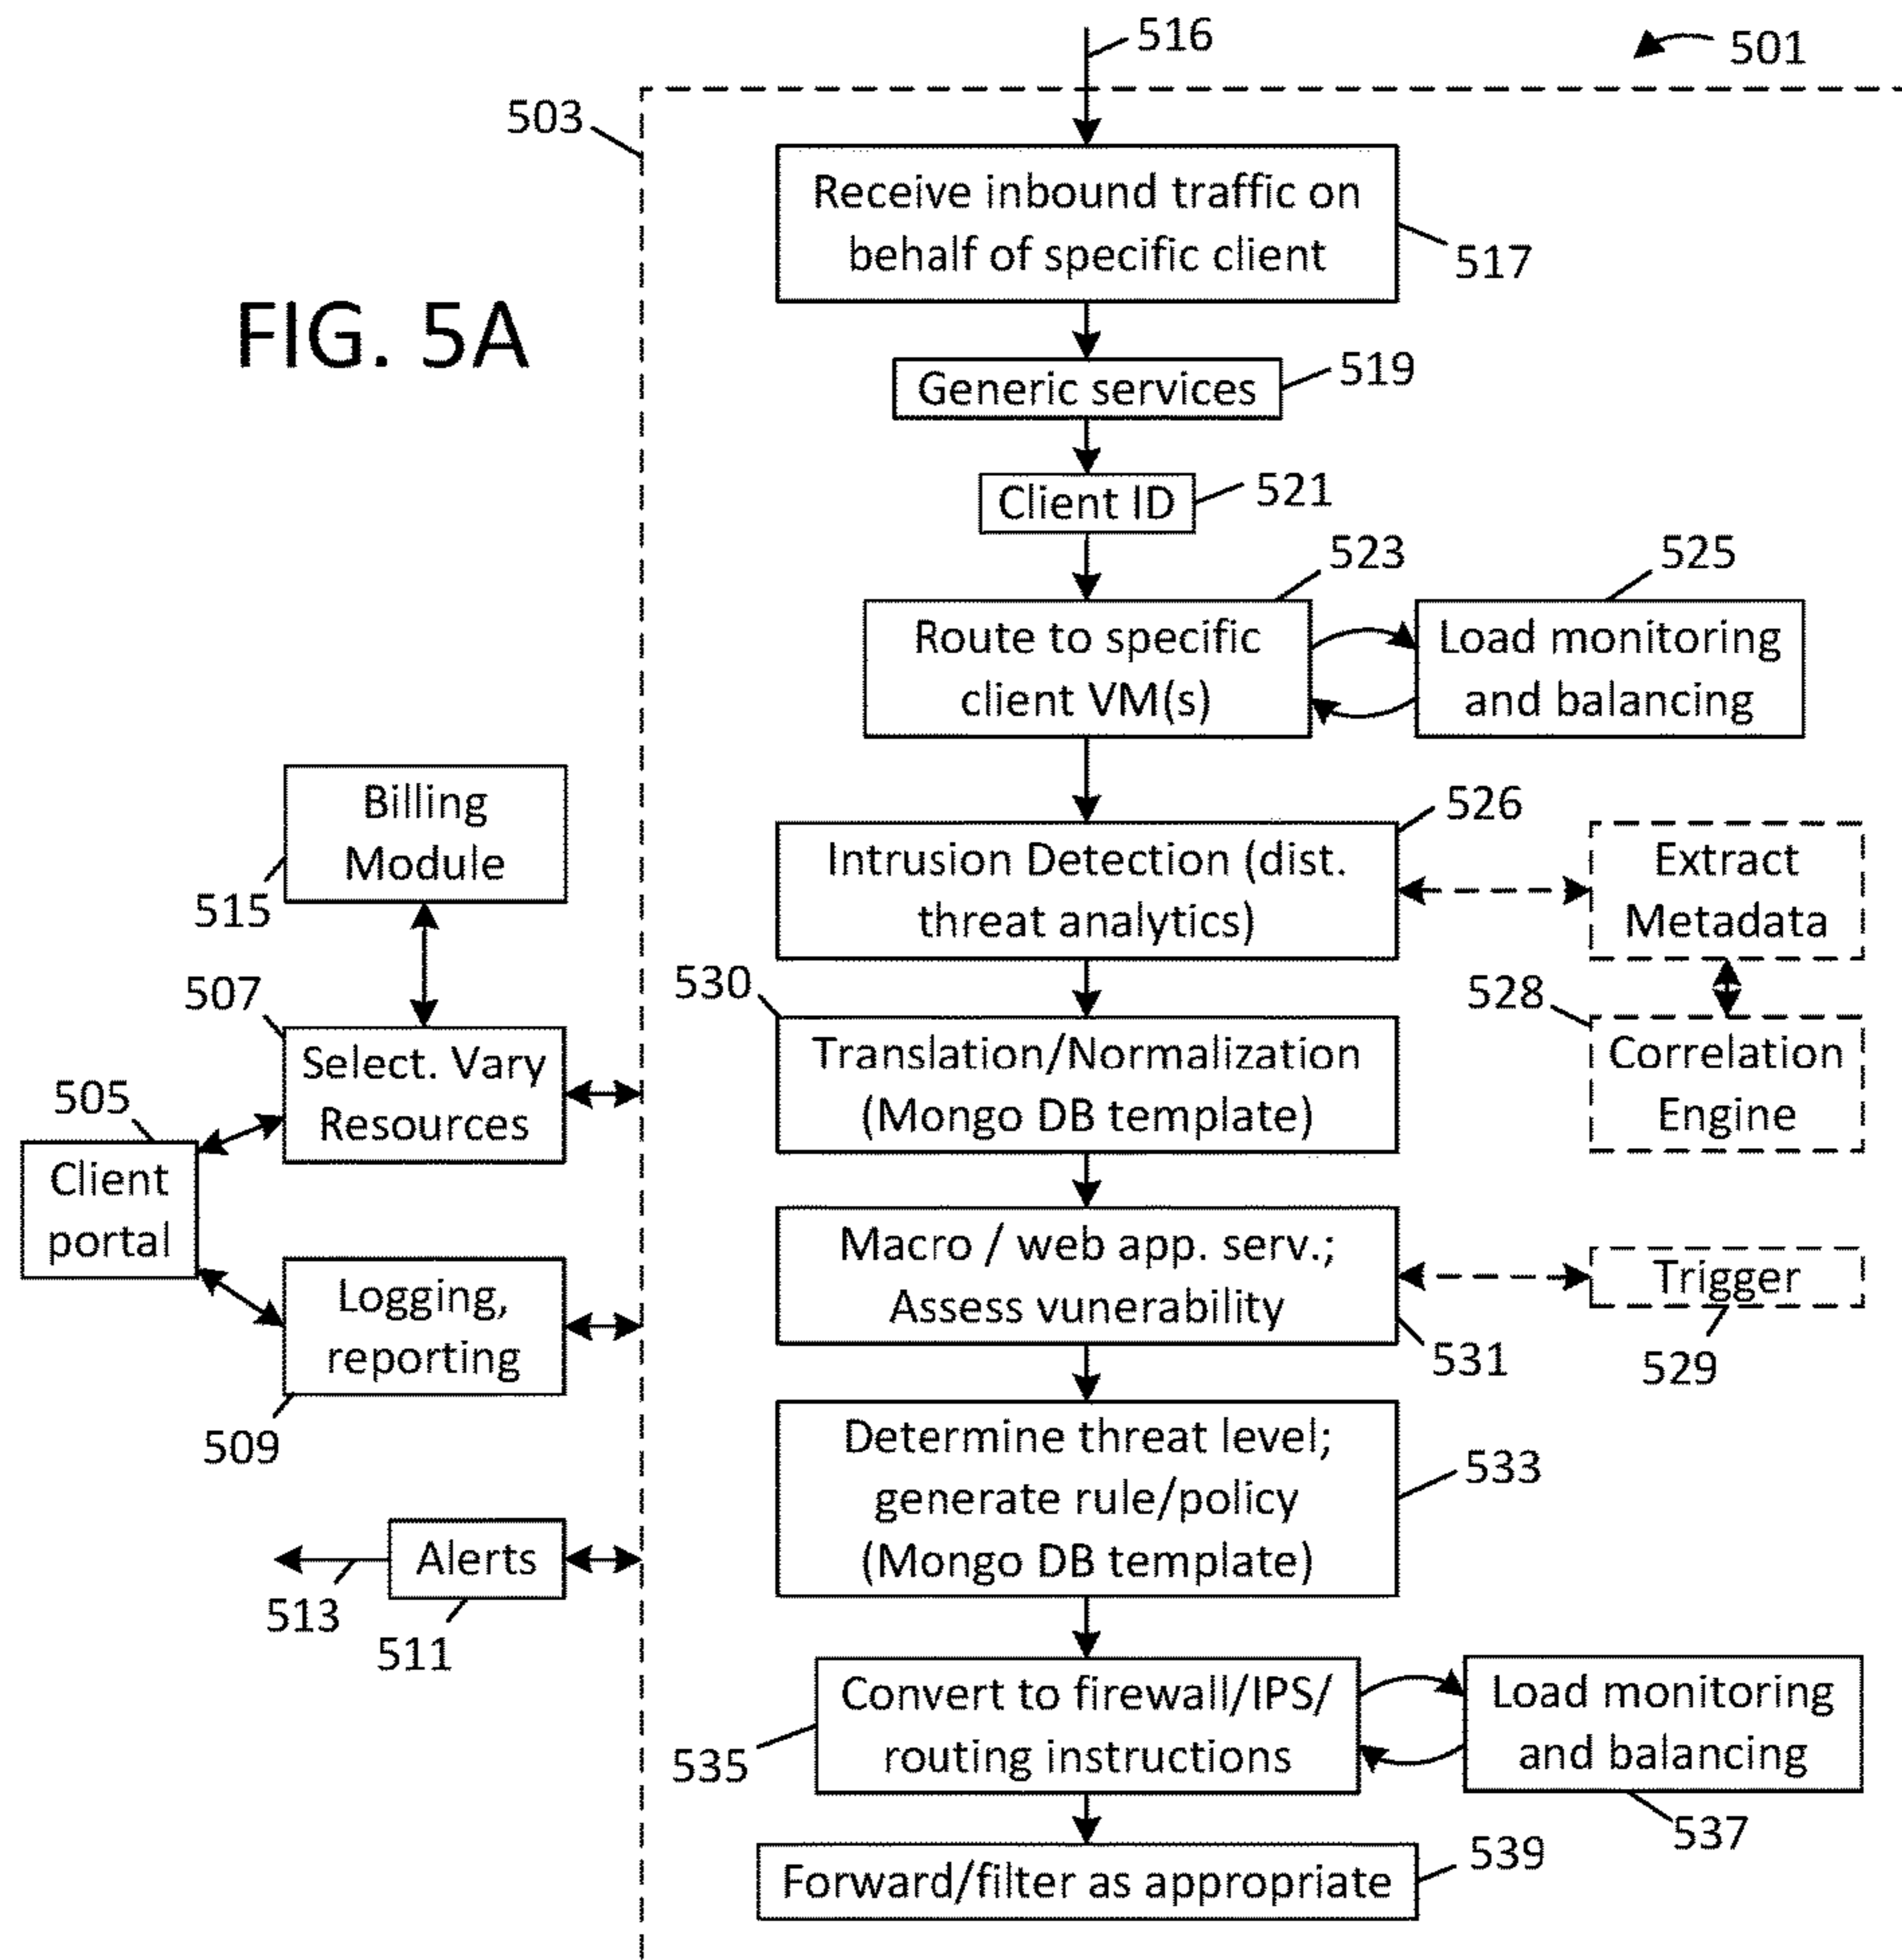 516
501
503
Receive inbound traffic on
behalf of specific client
517
FIG. 5A
Generic services
519
Client ID
521
523
525
Route to specific
client VM(s)
Load monitoring
and balancing
526
Billing
Module
515
Intrusion Detection (dist.
threat analytics)
Extract
Metadata
507
530
528
Select. Vary
Resources
Translation/Normalization
(Mongo DB template)
Correlation
Engine
505
Client
portal
Macro / web app. serv.;
Assess vunerability
531
Trigger
529
Logging,
reporting
509
Determine threat level;
generate rule/policy
(Mongo DB template)
533
Alerts
513
511
Convert to firewall/IPS/
routing instructions
535
Load monitoring
and balancing
537
Forward/filter as appropriate
539